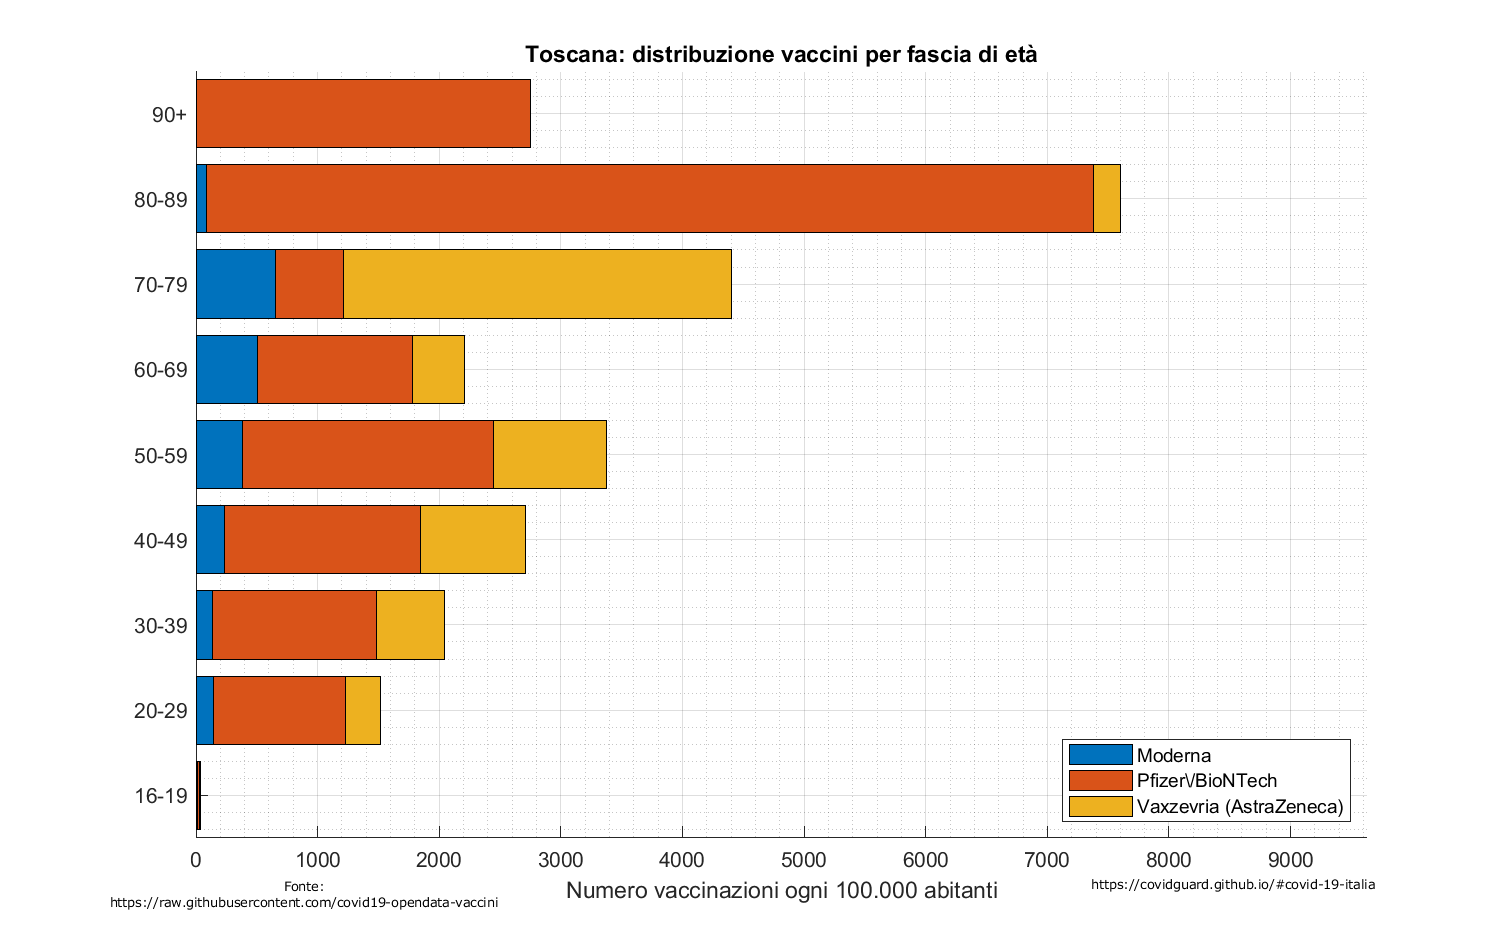 Toscana: distribuzione vaccini per fascia di età
90+
80-89
70-79
60-69
50-59
40-49
30-39
20-29
16-19
Moderna
Pfizer\/BioNTech
Vaxzevria (AstraZeneca)
0 1000 2000 3000 4000 5000 6000 7000 8000 9000
Numero vaccinazioni ogni 100.000 abitanti
Fonte:
https://raw.githubusercontent.com/covid19-opendata-vaccini
https://covidguard.github.io/#covid-19-italia